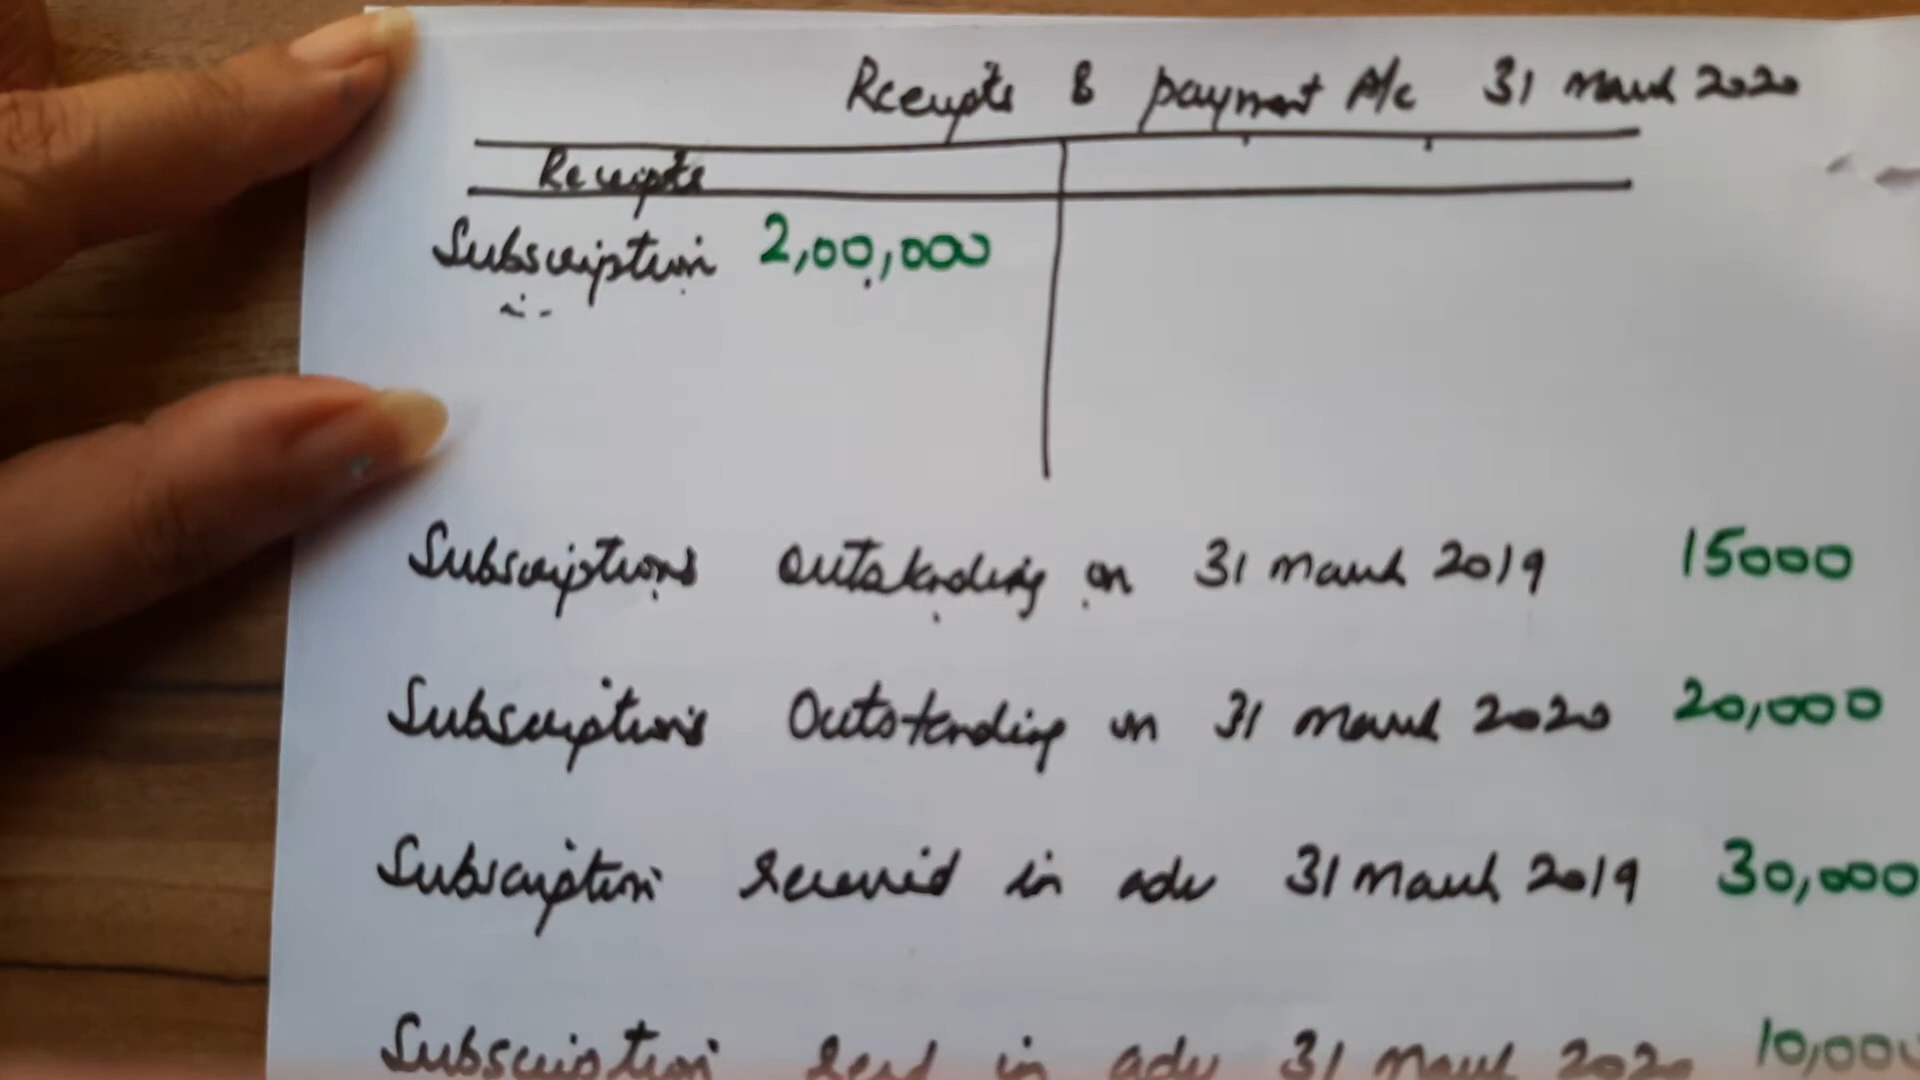 Receipts & payment A/c 31 March 2020
Receipts
Subscription 2,00,000
Subscriptions Outstanding on 31 March 2019 15000
Subscriptions Outstanding on 31 March 2020 20,000
Subscription received in adv 31 March 2019 30,000
Subscription recd in adv 31 March 2020 10,000